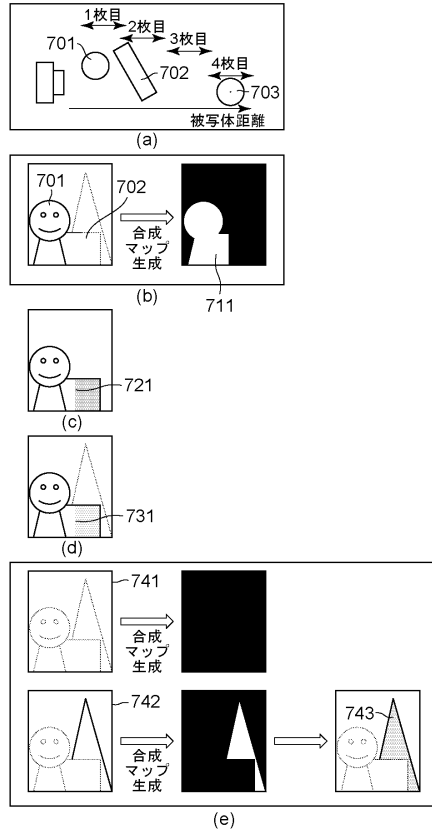 1枚目
2枚目
3枚目
4枚目
701
702
703
被写体距離
(a)
701
702
合成
マップ
生成
711
(b)
721
(c)
731
(d)
741
合成
マップ
生成
742
合成
マップ
生成
743
(e)